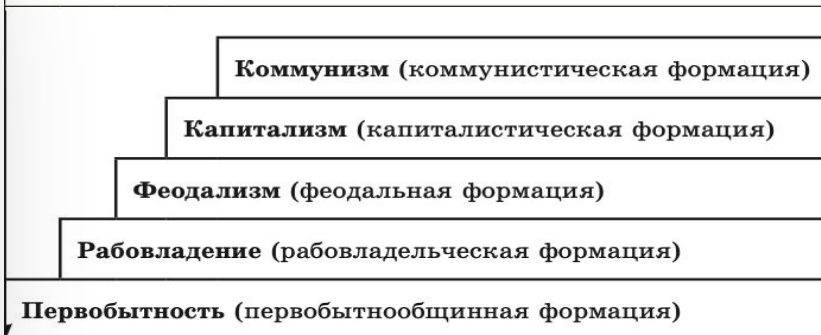 Коммунизм (коммунистическая формация)
Капитализм (капиталистическая формация)
Феодализм (феодальная формация)
Рабовладение (рабовладельческая формация)
Первобытность (первобытнообщинная формация)